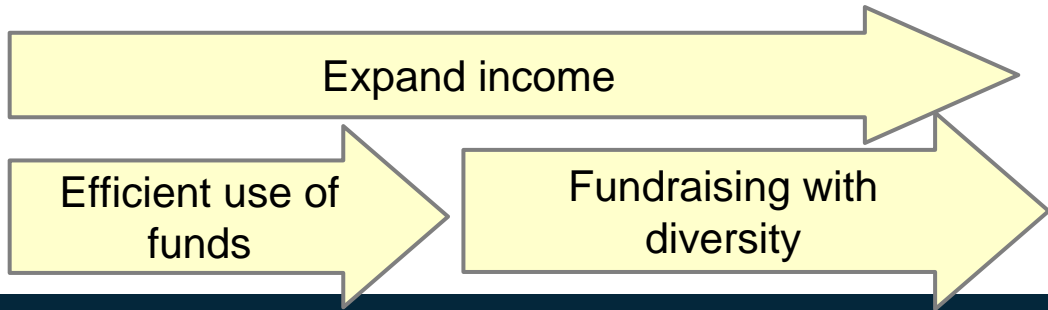 Expand income
Efficient use of
funds
Fundraising with
diversity